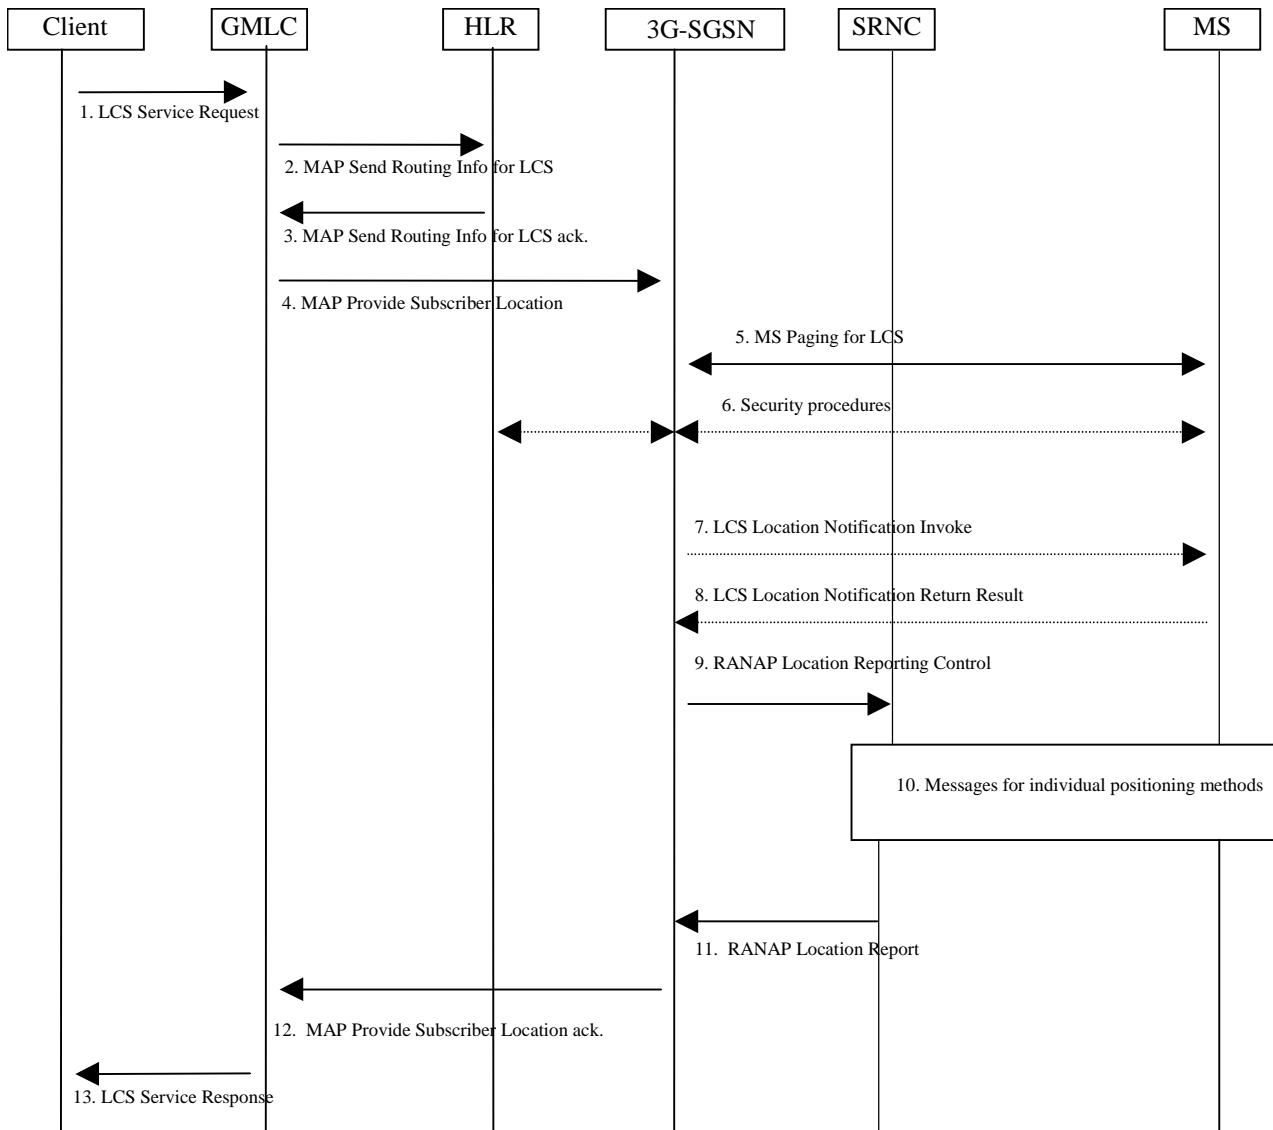 Client
GMLC
HLR
3G-SGSN
SRNC
MS
1. LCS Service Request
2. MAP Send Routing Info for LCS
3. MAP Send Routing Info for LCS ack.
4. MAP Provide Subscriber Location
5. MS Paging for LCS
6. Security procedures
7. LCS Location Notification Invoke
8. LCS Location Notification Return Result
9. RANAP Location Reporting Control
10. Messages for individual positioning methods
11. RANAP Location Report
12. MAP Provide Subscriber Location ack.
13. LCS Service Response